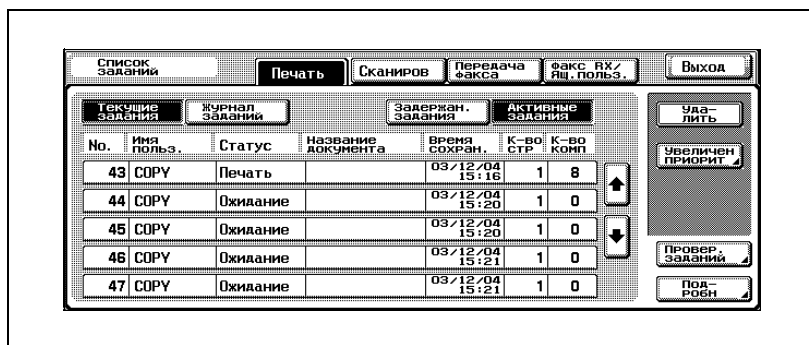 Список
заданий
Печать
Сканиров
Передача
факса
Факс RX/
Ящ.польз.
Выход
Текущие
задания
Журнал
заданий
Задержан.
задания
Активные
задания
Уда-
лить
No.
Имя
польз.
Статус
Название
документа
Время
сохран.
К-во
стр
К-во
комп
Увеличен
приорит
43 COPY Печать 03/12/04 15:16 1 8
44 COPY Ожидание 03/12/04 15:20 1 0
45 COPY Ожидание 03/12/04 15:20 1 0
46 COPY Ожидание 03/12/04 15:21 1 0
47 COPY Ожидание 03/12/04 15:21 1 0
Провер.
заданий
Под-
робн